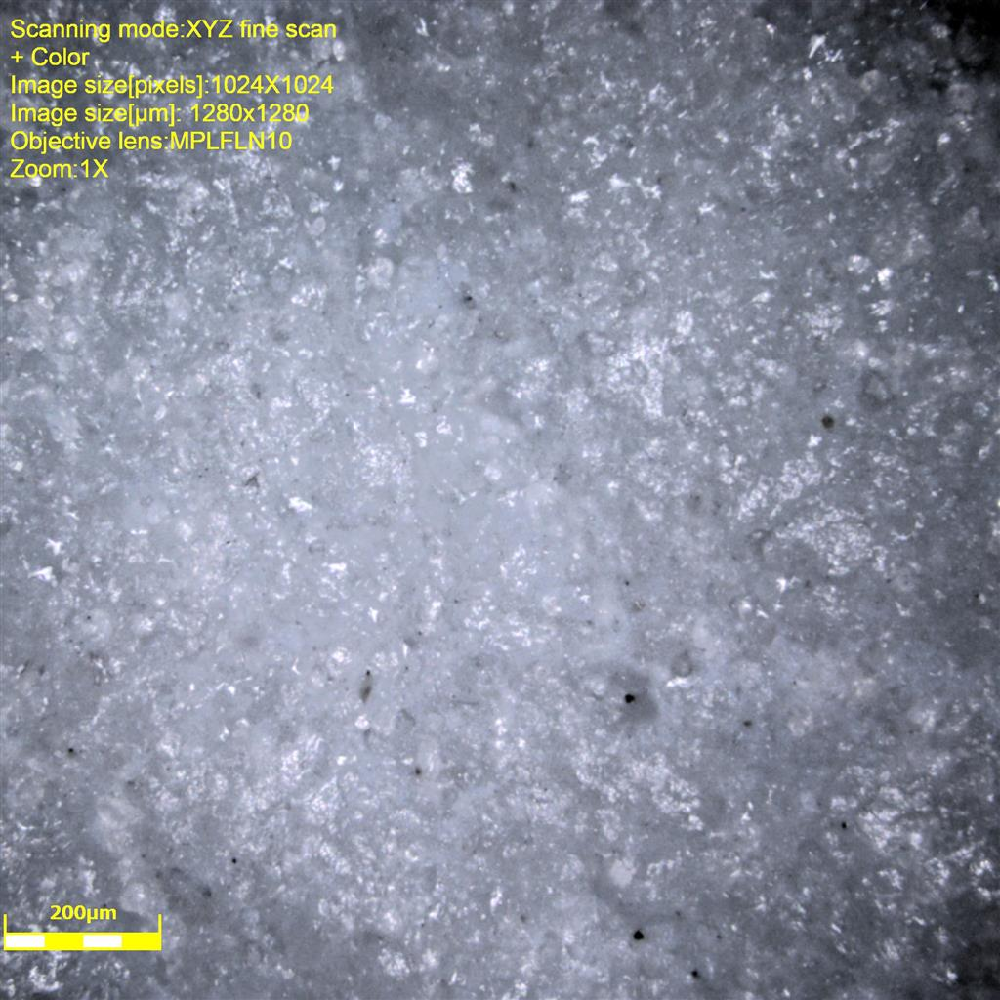 Scanning mode:XYZ fine scan
+ Color
Image size[pixels]:1024X1024
Image size[µm]: 1280x1280
Objective lens:MPLFLN10
Zoom:1X
200µm